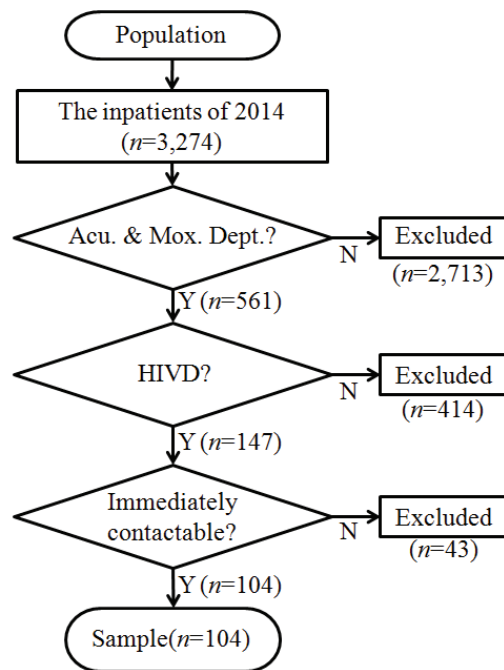 Population
The inpatients of 2014
(n=3,274)
Acu. & Mox. Dept.?
N
Excluded
(n=2,713)
Y (n=561)
HIVD?
N
Excluded
(n=414)
Y (n=147)
Immediately
contactable?
N
Excluded
(n=43)
Y (n=104)
Sample(n=104)